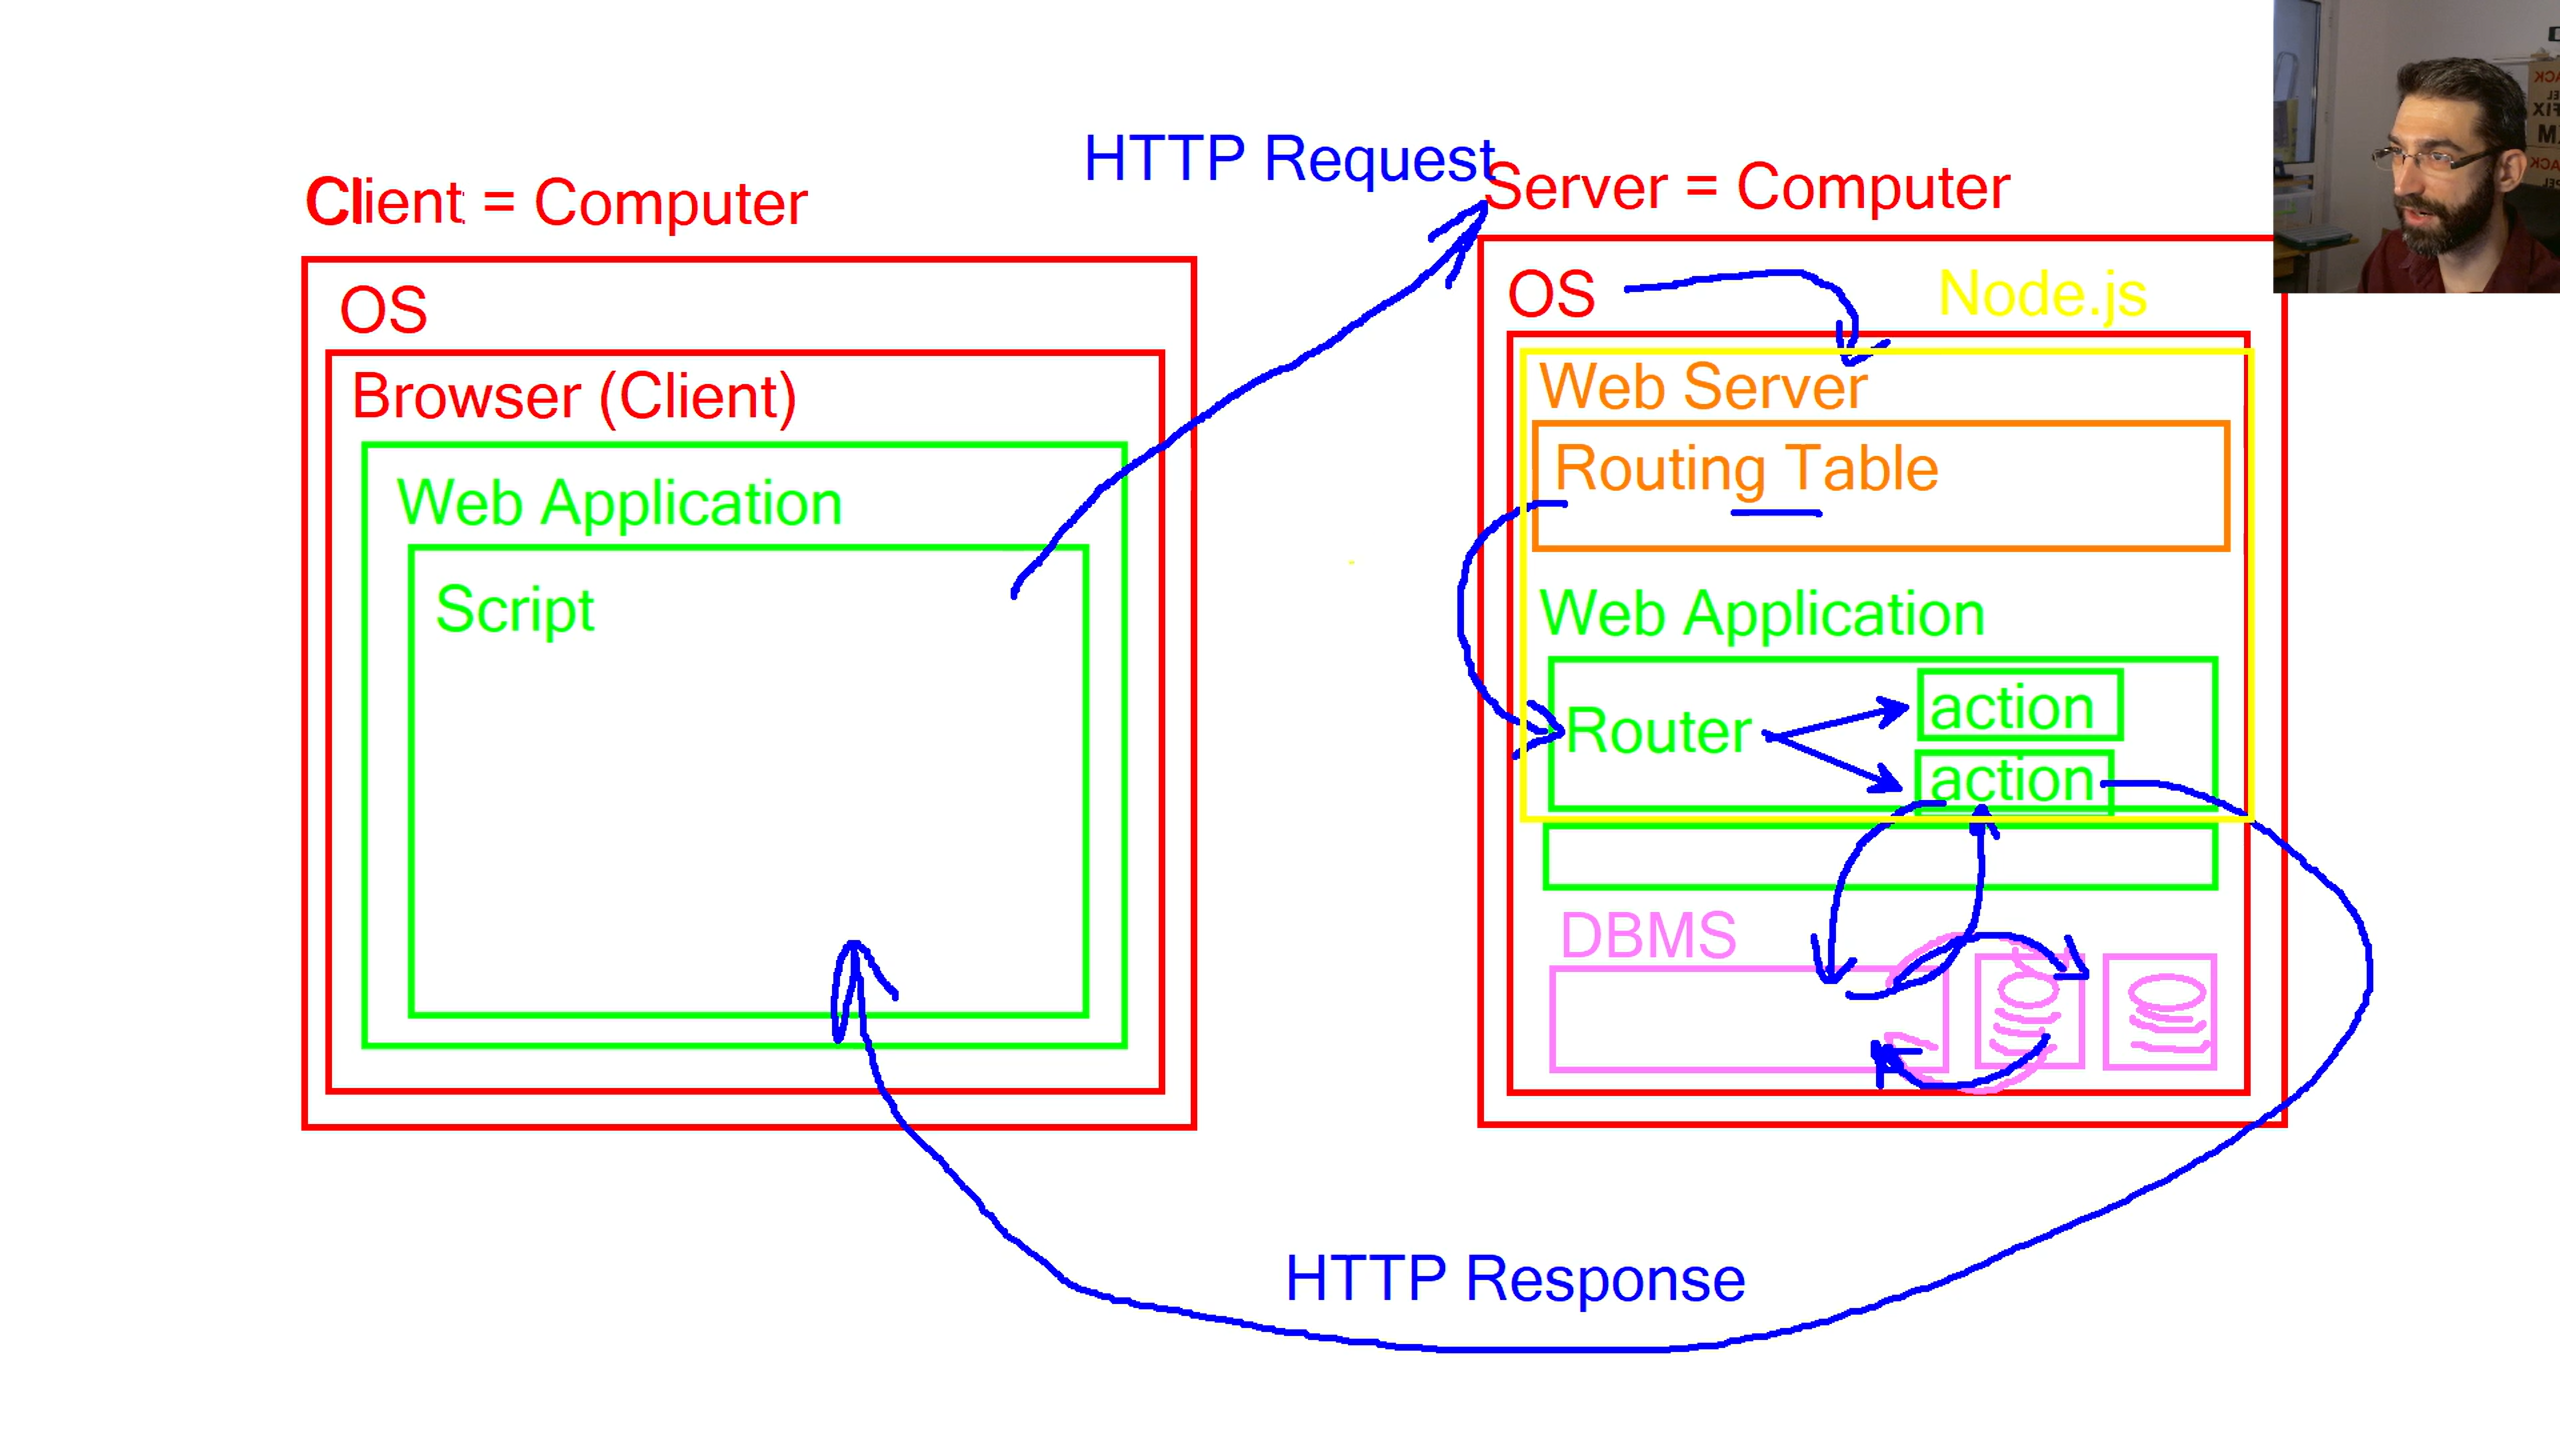 HTTP Request
Client = Computer
OS
Browser (Client)
Web Application
Script
Server = Computer
OS
Node.js
Web Server
Routing Table
Web Application
Router
action
action
DBMS
HTTP Response